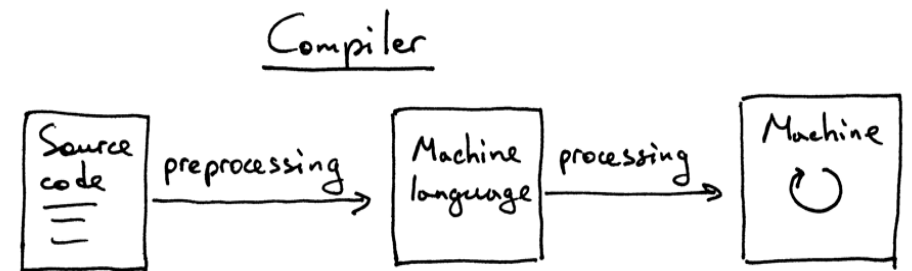 Compiler
Source
code
preprocessing
Machine
language
processing
Machine